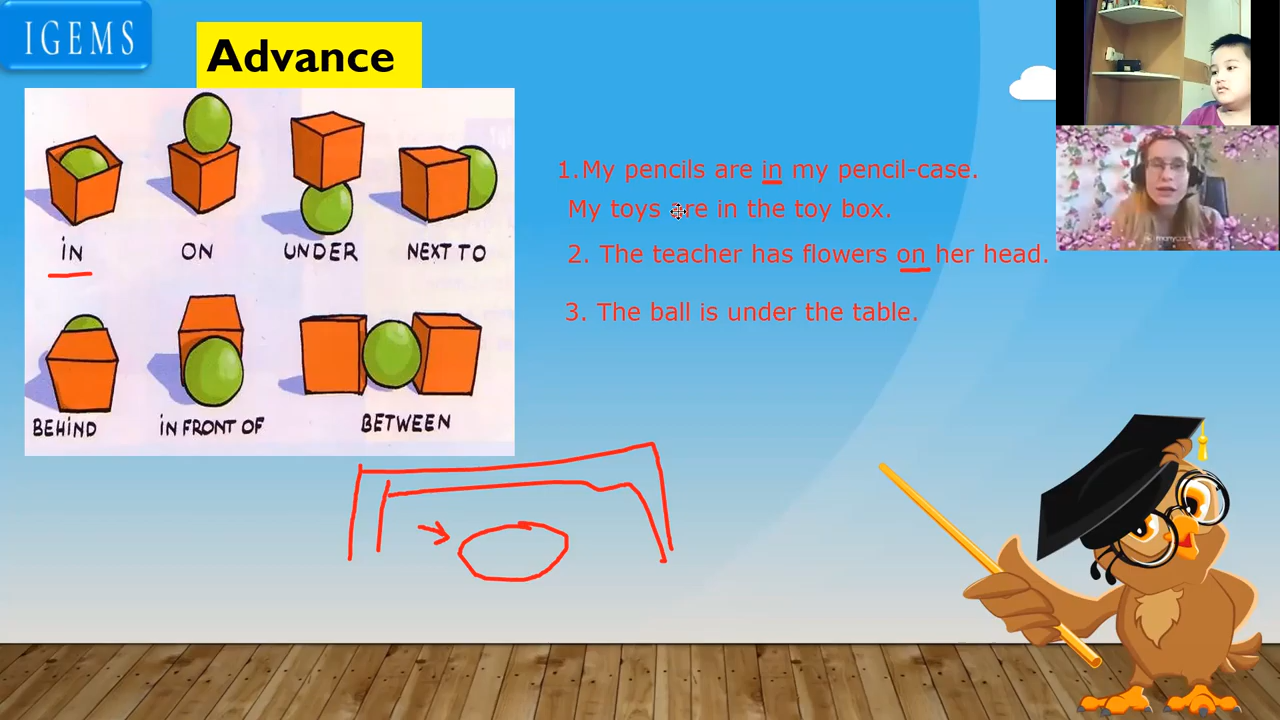 IGEMS
Advance
iN
ON
UNDER
NEXT TO
BEHIND
iN FRONT OF
BETWEEN
1.My pencils are in my pencil-case.
My toys are in the toy box.
2. The teacher has flowers on her head.
3. The ball is under the table.